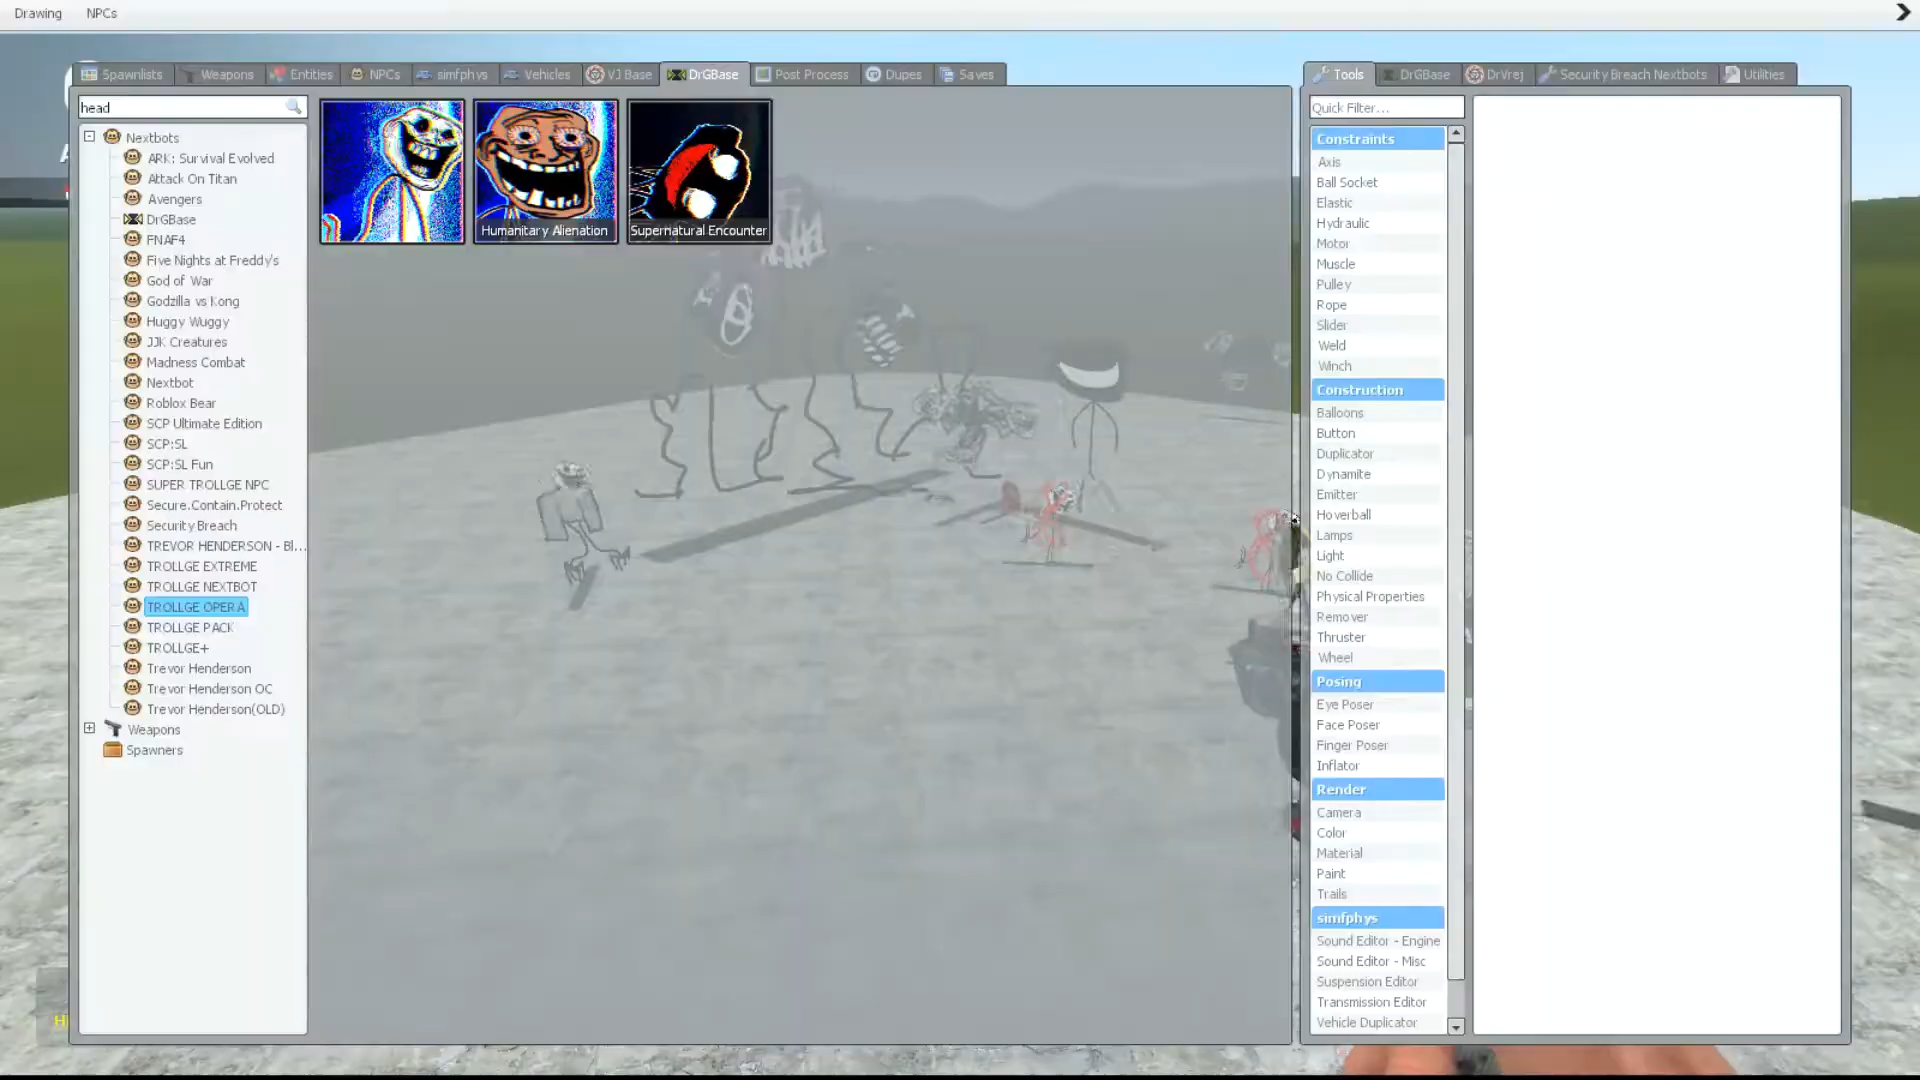 Drawing NPCs
Spawnlists Weapons Entities NPCs simfphys Vehicles VJ Base DrGBase Post Process Dupes Saves
head
Nextbots
ARK: Survival Evolved
Attack On Titan
Avengers
DrGBase
FNAF4
Five Nights at Freddy's
God of War
Godzilla vs Kong
Huggy Wuggy
JJK Creatures
Madness Combat
Nextbot
Roblox Bear
SCP Ultimate Edition
SCP:SL
SCP:SL Fun
SUPER TROLLGE NPC
Secure.Contain.Protect
Security Breach
TREVOR HENDERSON - Bl...
TROLLGE EXTREME
TROLLGE NEXTBOT
TROLLGE OPERA
TROLLGE PACK
TROLLGE+
Trevor Henderson
Trevor Henderson OC
Trevor Henderson(OLD)
Weapons
Spawners
Humanitary Alienation
Supernatural Encounter
Tools DrGBase DrVrej Security Breach Nextbots Utilities
Quick Filter...
Constraints
Axis
Ball Socket
Elastic
Hydraulic
Motor
Muscle
Pulley
Rope
Slider
Weld
Winch
Construction
Balloons
Button
Duplicator
Dynamite
Emitter
Hoverball
Lamps
Light
No Collide
Physical Properties
Remover
Thruster
Wheel
Posing
Eye Poser
Face Poser
Finger Poser
Inflator
Render
Camera
Color
Material
Paint
Trails
simfphys
Sound Editor - Engine
Sound Editor - Misc
Suspension Editor
Transmission Editor
Vehicle Duplicator